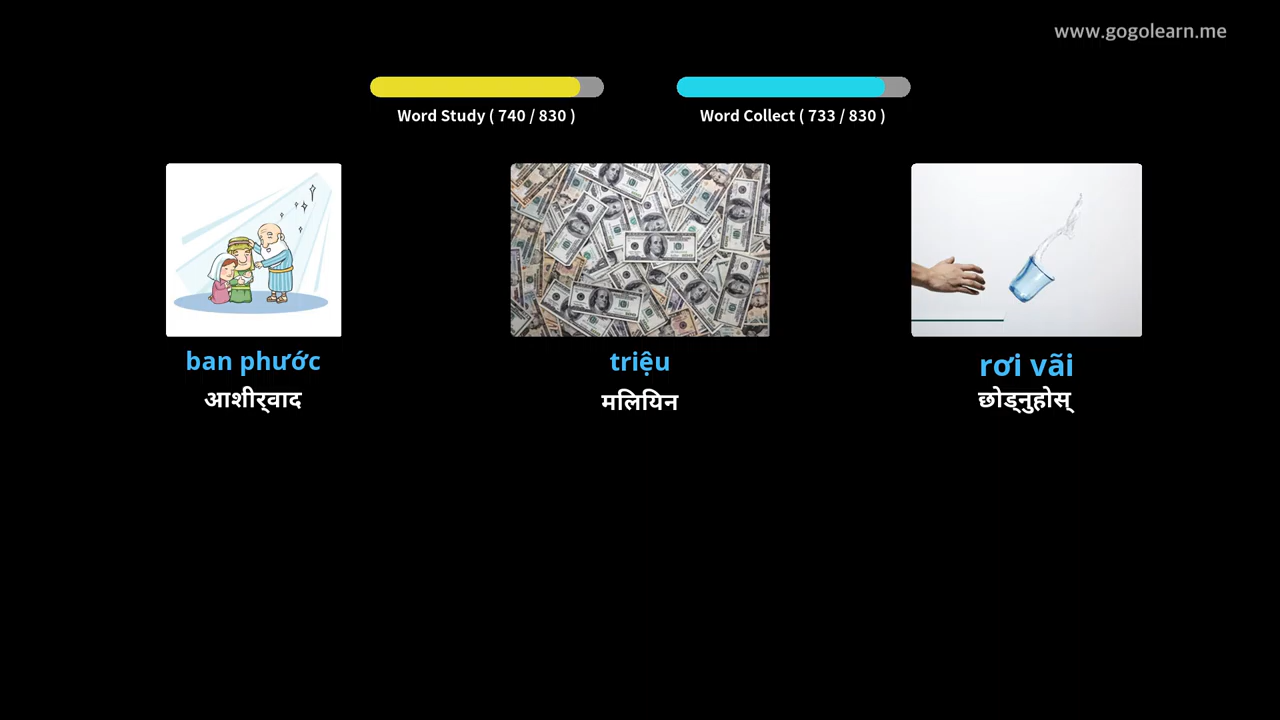 www.gogolearn.me
Word Study ( 740 / 830 )
Word Collect ( 733 / 830 )
ban phước
आशीर्‌वाद
triệu
मलियिन
rơi vãi
छोड्नुहोस्